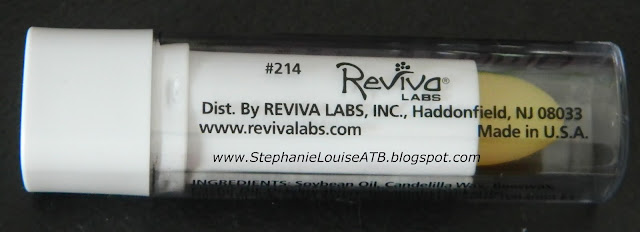 #214 Reviva®
LABS
Dist. By REVIVA LABS, INC., Haddonfield, NJ 08033
www.revivalabs.com Made in U.S.A.
www.StephanieLouiseATB.blogspot.com
INGREDIENTS: Soybean Oil, Candelilla Wax, Beeswax,